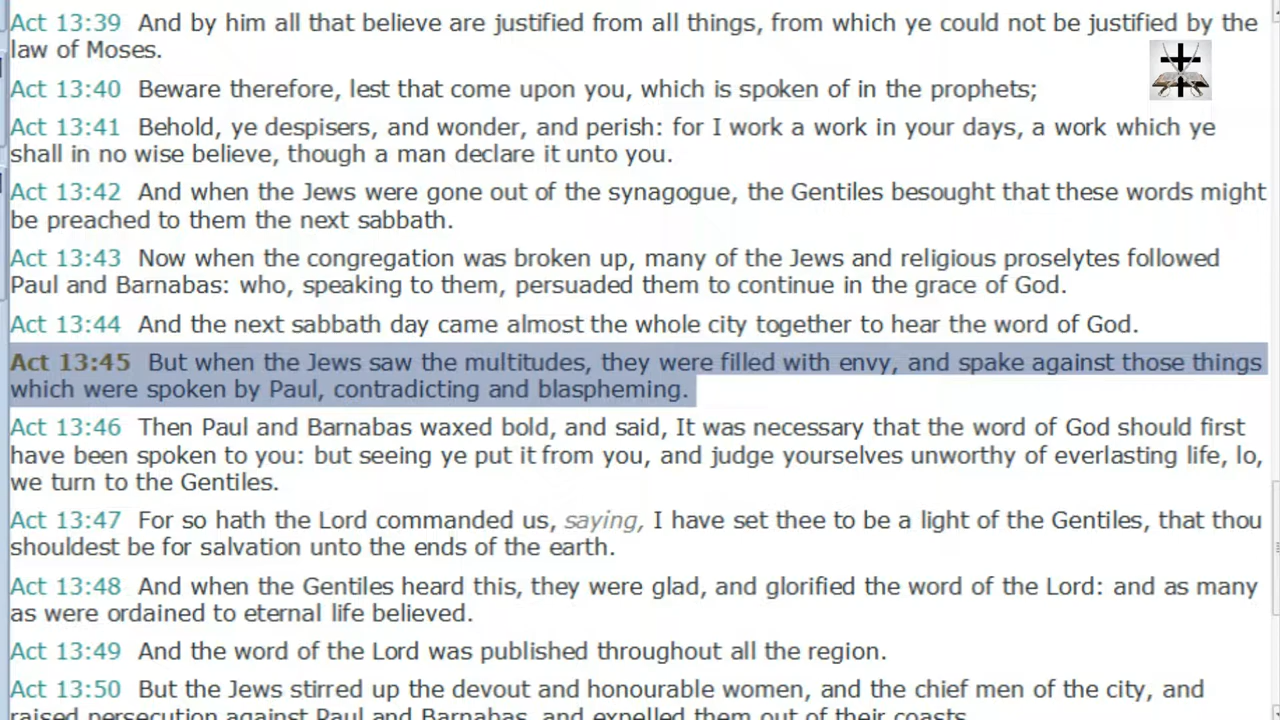 Act 13:39 And by him all that believe are justified from all things, from which ye could not be justified by the
law of Moses.
Act 13:40 Beware therefore, lest that come upon you, which is spoken of in the prophets;
Act 13:41 Behold, ye despisers, and wonder, and perish: for I work a work in your days, a work which ye
shall in no wise believe, though a man declare it unto you.
Act 13:42 And when the Jews were gone out of the synagogue, the Gentiles besought that these words might
be preached to them the next sabbath.
Act 13:43 Now when the congregation was broken up, many of the Jews and religious proselytes followed
Paul and Barnabas: who, speaking to them, persuaded them to continue in the grace of God.
Act 13:44 And the next sabbath day came almost the whole city together to hear the word of God.
Act 13:45 But when the Jews saw the multitudes, they were filled with envy, and spake against those things
which were spoken by Paul, contradicting and blaspheming.
Act 13:46 Then Paul and Barnabas waxed bold, and said, It was necessary that the word of God should first
have been spoken to you: but seeing ye put it from you, and judge yourselves unworthy of everlasting life, lo,
we turn to the Gentiles.
Act 13:47 For so hath the Lord commanded us, saying, I have set thee to be a light of the Gentiles, that thou
shouldest be for salvation unto the ends of the earth.
Act 13:48 And when the Gentiles heard this, they were glad, and glorified the word of the Lord: and as many
as were ordained to eternal life believed.
Act 13:49 And the word of the Lord was published throughout all the region.
Act 13:50 But the Jews stirred up the devout and honourable women, and the chief men of the city, and
raised persecution against Paul and Barnabas, and expelled them out of their coasts.